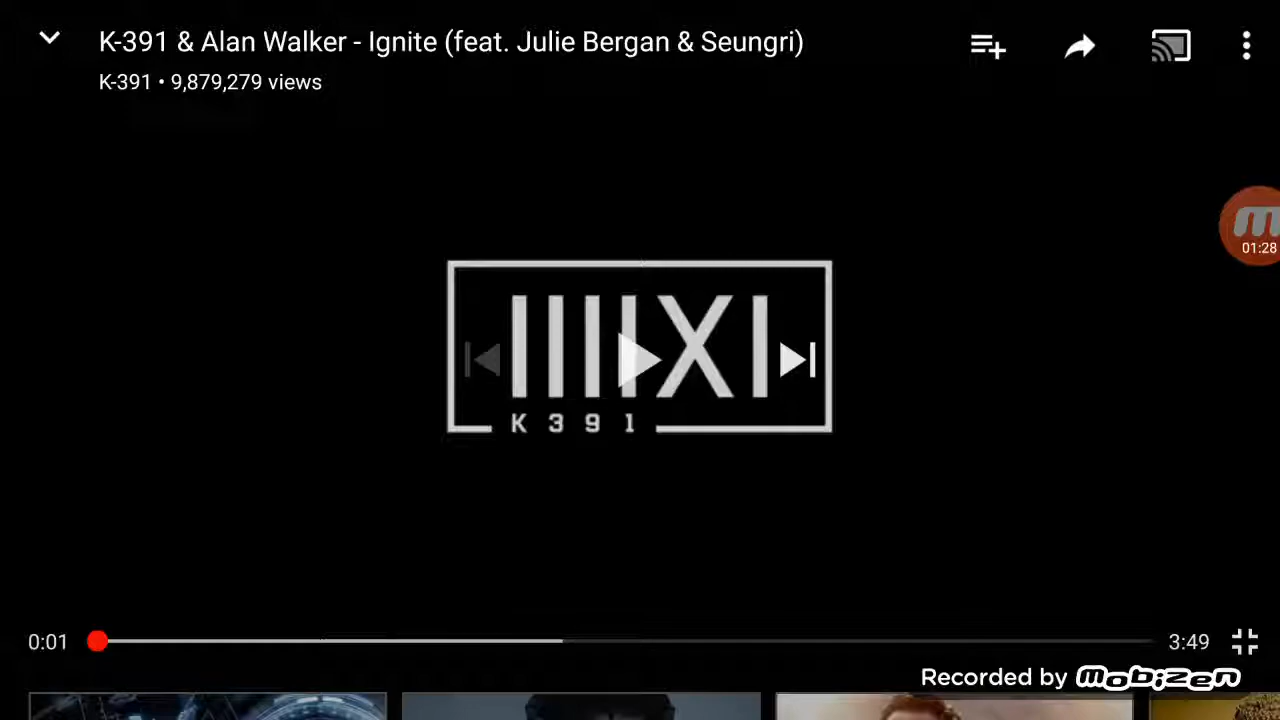 K-391 & Alan Walker - Ignite (feat. Julie Bergan & Seungri)
K-391 • 9,879,279 views
01:28
IIIIXI
K 3 9 1
0:01
3:49
Recorded by Mobizen